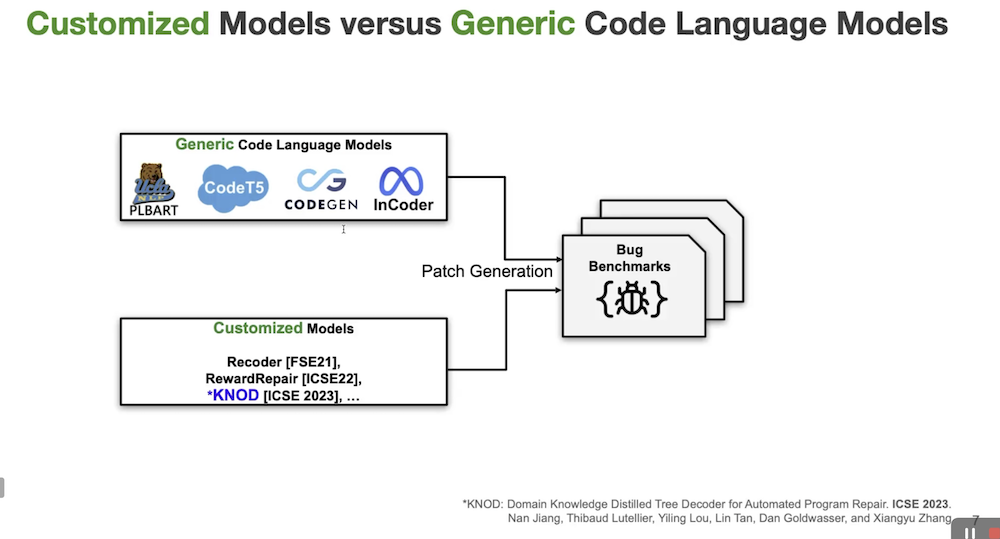 Customized Models versus Generic Code Language Models
Generic Code Language Models
Ucla
NLP
PLBART
CodeT5
CODEGEN
InCoder
Patch Generation
Bug
Benchmarks
{ }
Customized Models
Recoder [FSE21],
RewardRepair [ICSE22],
*KNOD [ICSE 2023], ...
*KNOD: Domain Knowledge Distilled Tree Decoder for Automated Program Repair. ICSE 2023.
Nan Jiang, Thibaud Lutellier, Yiling Lou, Lin Tan, Dan Goldwasser, and Xiangyu Zhang
7